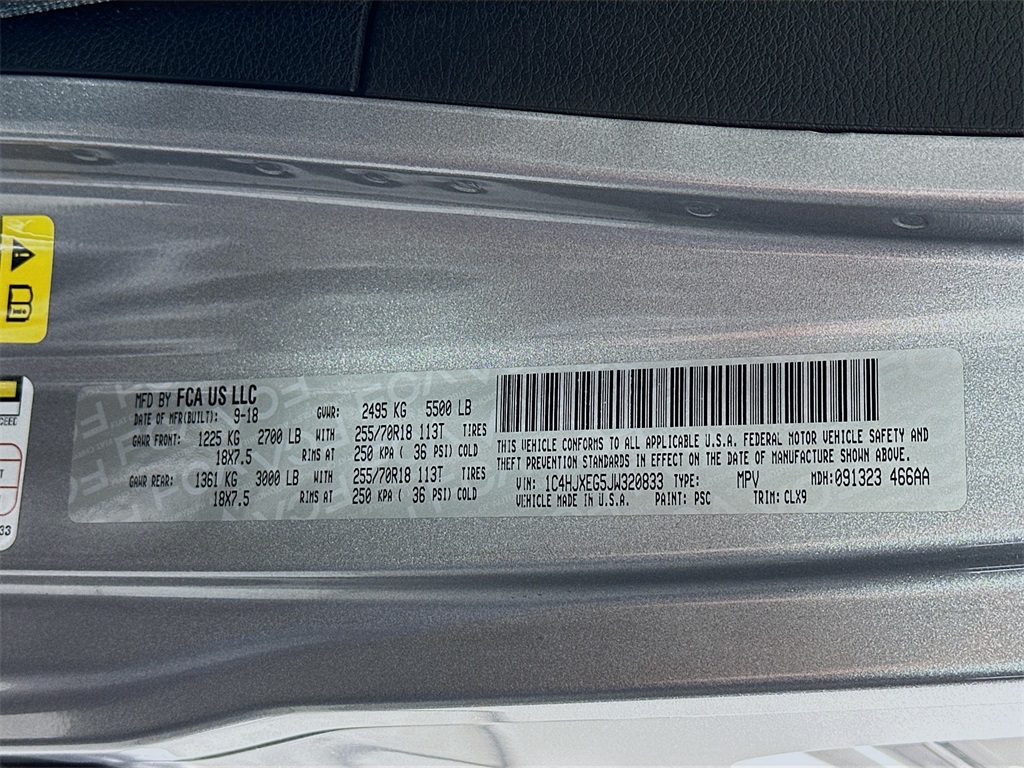 MFD BY FCA US LLC
DATE OF MFR(BUILT): 9-18 GVWR: 2495 KG 5500 LB
GAWR FRONT: 1225 KG 2700 LB WITH 255/70R18 113T TIRES
18X7.5 RIMS AT 250 KPA ( 36 PSI) COLD
GAWR REAR: 1361 KG 3000 LB WITH 255/70R18 113T TIRES
18X7.5 RIMS AT 250 KPA ( 36 PSI) COLD
THIS VEHICLE CONFORMS TO ALL APPLICABLE U.S.A. FEDERAL MOTOR VEHICLE SAFETY AND
THEFT PREVENTION STANDARDS IN EFFECT ON THE DATE OF MANUFACTURE SHOWN ABOVE.
VIN: 1C4HJXEG5JW320833 TYPE: MPV MDH:091323 466AA
VEHICLE MADE IN U.S.A. PAINT: PSC TRIM: CLX9
33